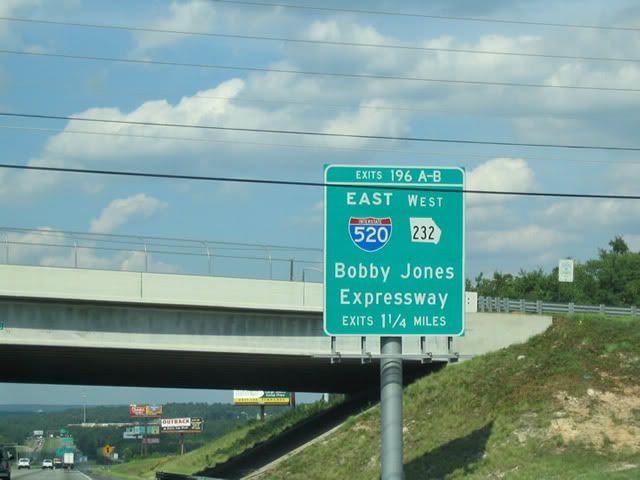 EXITS 196 A-B
EAST WEST
INTERSTATE
520 232
Bobby Jones
Expressway
EXITS 1 1/4 MILES
OUTBACK